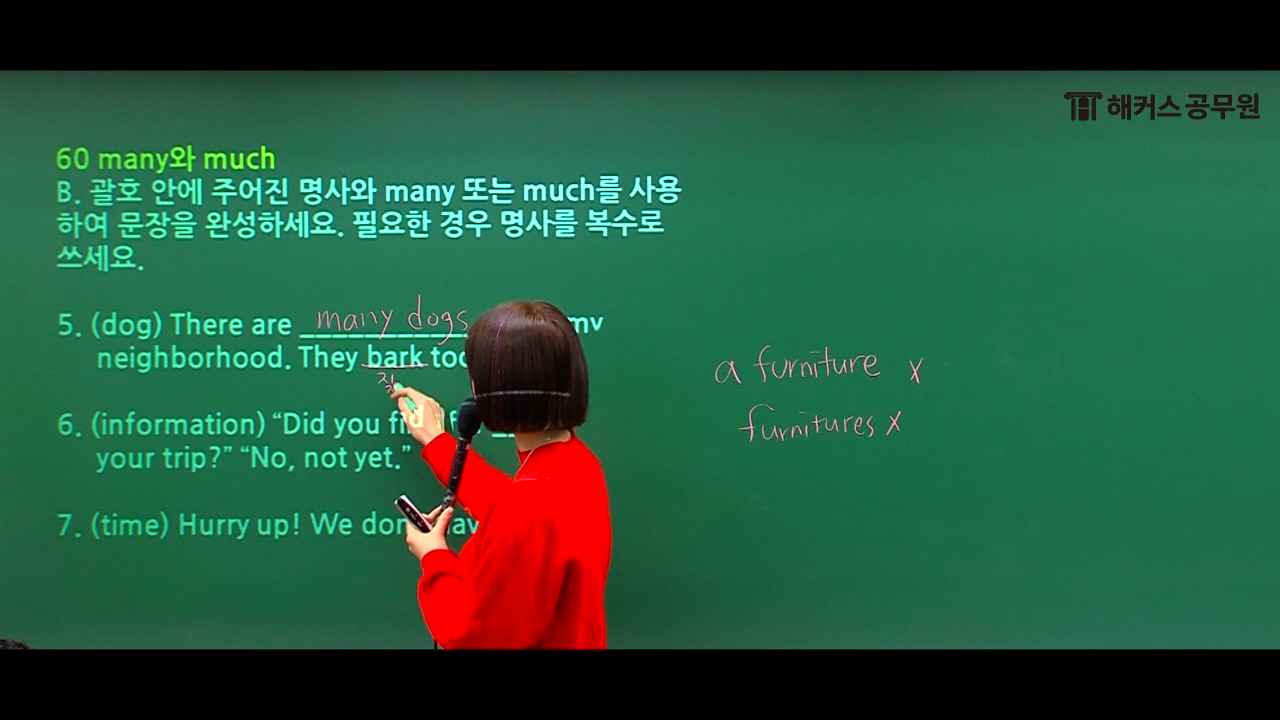 해커스 공무원
60 many와 much
B. 괄호 안에 주어진 명사와 many 또는 much를 사용
하여 문장을 완성하세요. 필요한 경우 명사를 복수로
쓰세요.
5. (dog) There are many dogs my
neighborhood. They bark
6. (information) “Did you
your trip?” “No, not yet.”
7. (time) Hurry up! We
a furniture x
furnitures x